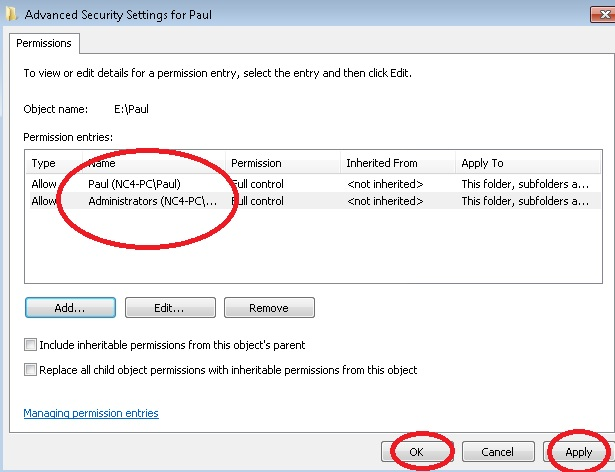 Advanced Security Settings for Paul
Permissions
To view or edit details for a permission entry, select the entry and then click Edit.
Object name: E:\Paul
Permission entries:
Type Name Permission Inherited From Apply To
Allow Paul (NC4-PC\Paul) Full control <not inherited> This folder, subfolders a...
Allow Administrators (NC4-PC\... Full control <not inherited> This folder, subfolders a...
Add... Edit... Remove
Include inheritable permissions from this object's parent
Replace all child object permissions with inheritable permissions from this object
Managing permission entries
OK Cancel Apply